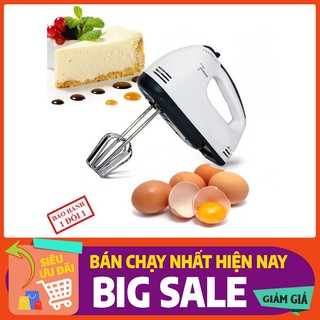 BẢO HÀNH
1 ĐỔI 1
SIÊU
ƯU ĐÃI
BÁN CHẠY NHẤT HIỆN NAY
BIG SALE
GIẢM GIÁ